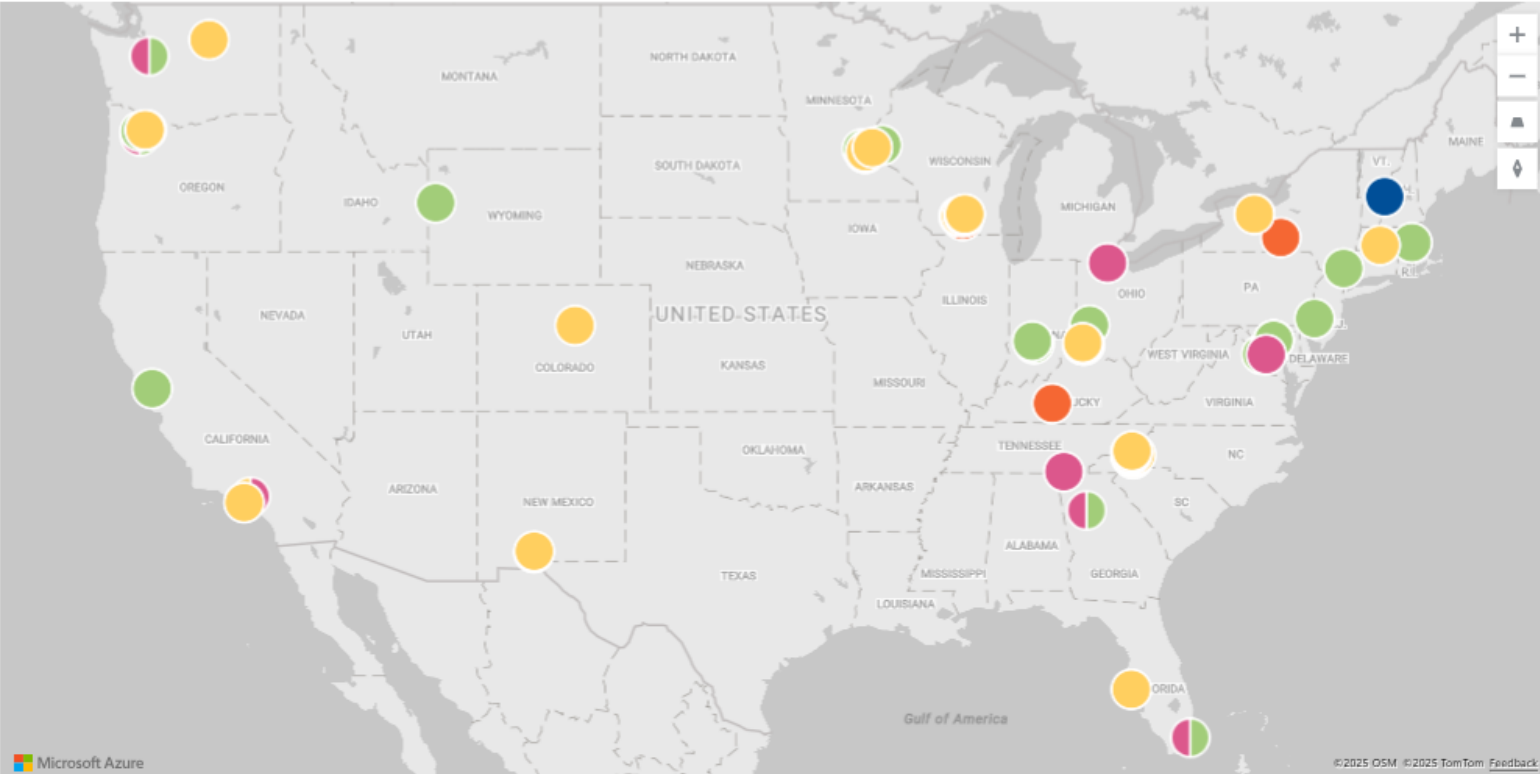 MAINE
NORTH DAKOTA
MONTANA
MINNESOTA
VT.
SOUTH DAKOTA
WISCONSIN
OREGON
IDAHO
WYOMING
MICHIGAN
IOWA
NEBRASKA
R.I.
PA
OHIO
ILLINOIS
NEVADA
UNITED STATES
UTAH
COLORADO
KANSAS
WEST VIRGINIA
DELAWARE
MISSOURI
VIRGINIA
UCKY
CALIFORNIA
OKLAHOMA
TENNESSEE
NC
ARIZONA
NEW MEXICO
ARKANSAS
SC
ALABAMA
TEXAS
MISSISSIPPI
GEORGIA
LOUISIANA
ORIDA
Gulf of America
Microsoft Azure
©2025 OSM ©2025 TomTom Feedback